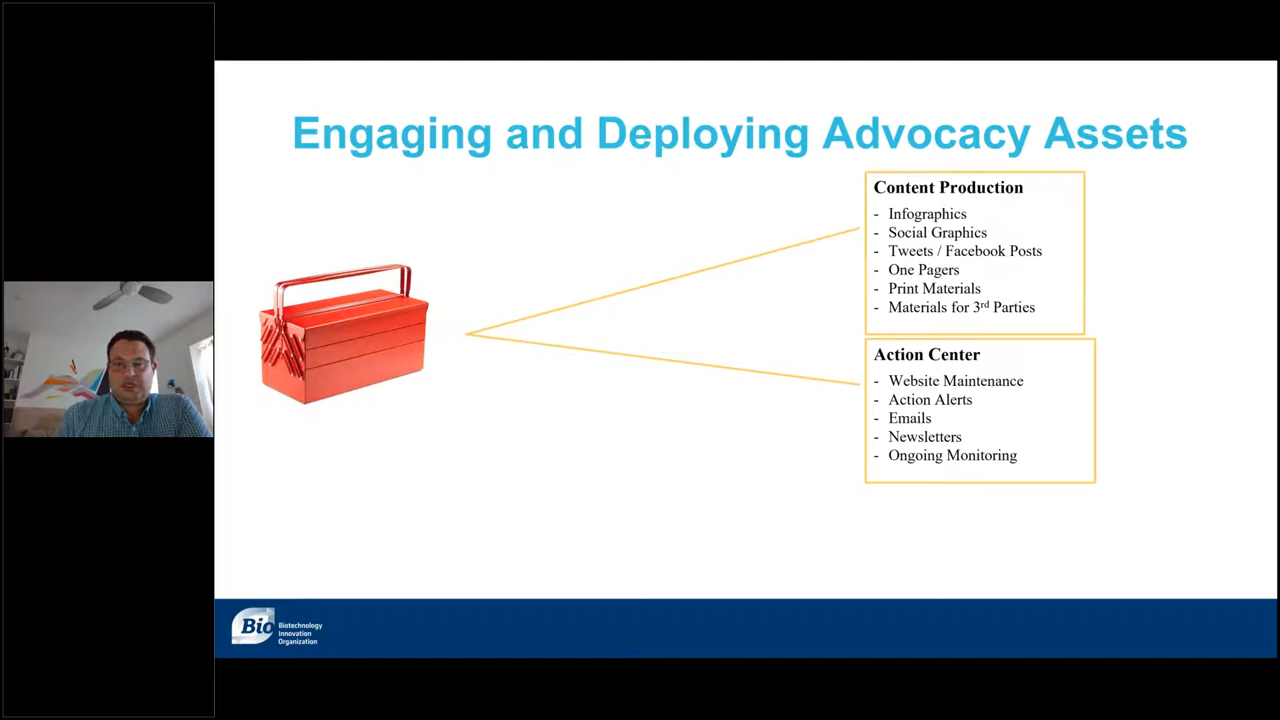 Engaging and Deploying Advocacy Assets
Content Production
- Infographics
- Social Graphics
- Tweets / Facebook Posts
- One Pagers
- Print Materials
- Materials for 3rd Parties
Action Center
- Website Maintenance
- Action Alerts
- Emails
- Newsletters
- Ongoing Monitoring
Bio
Biotechnology
Innovation
Organization